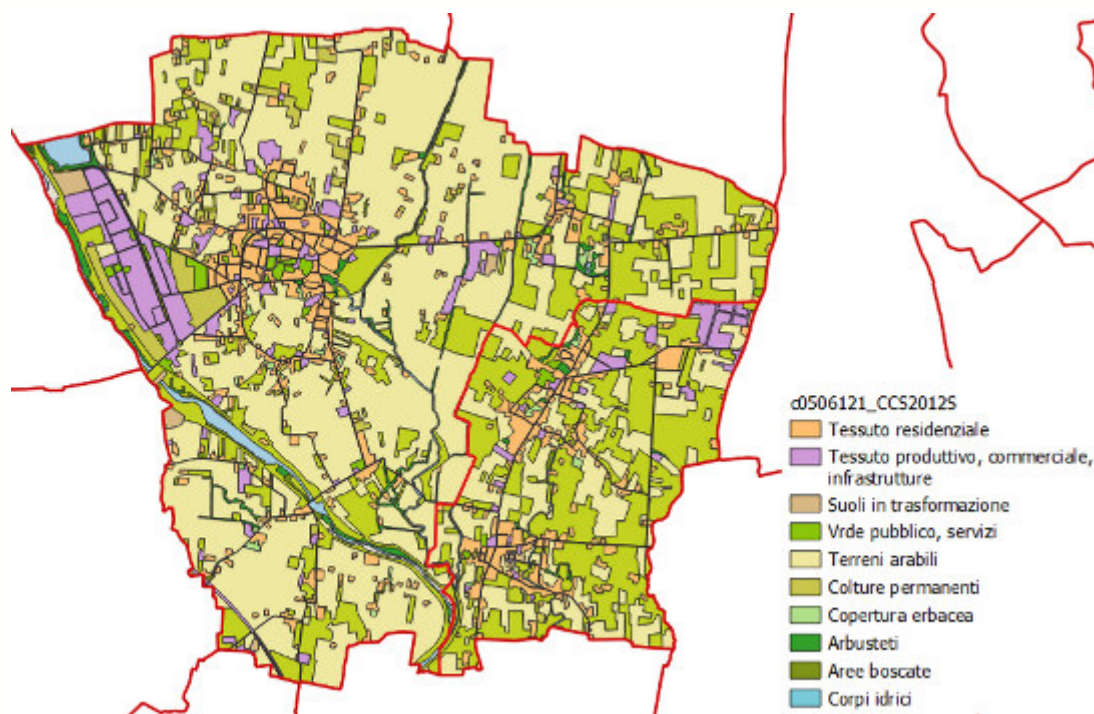 c0506121_CCS2012S
Tessuto residenziale
Tessuto produttivo, commerciale,
infrastrutture
Suoli in trasformazione
Vrde pubblico, servizi
Terreni arabili
Colture permanenti
Copertura erbacea
Arbusteti
Aree boscate
Corpi idrici